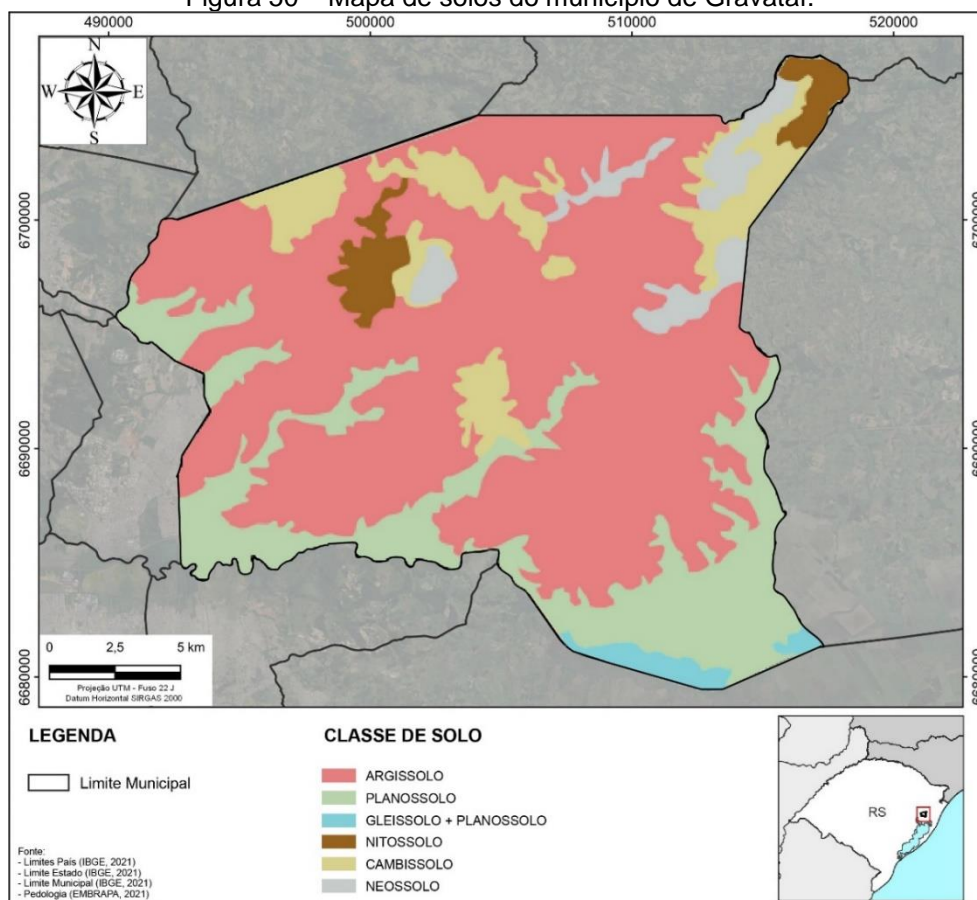 Figura 50 – Mapa de solos do município de Gravataí.
490000 500000 510000 520000
N
W E
S
6700000 6700000
6690000 6690000
6680000 6680000
0 2,5 5 km
Projeção UTM - Fuso 22 J
Datum Horizontal SIRGAS 2000
LEGENDA
Limite Municipal
Fonte:
- Limites País (IBGE, 2021)
- Limite Estado (IBGE, 2021)
- Limite Municipal (IBGE, 2021)
- Pedologia (EMBRAPA, 2021)
CLASSE DE SOLO
ARGISSOLO
PLANOSSOLO
GLEISSOLO + PLANOSSOLO
NITOSSOLO
CAMBISSOLO
NEOSSOLO
RS